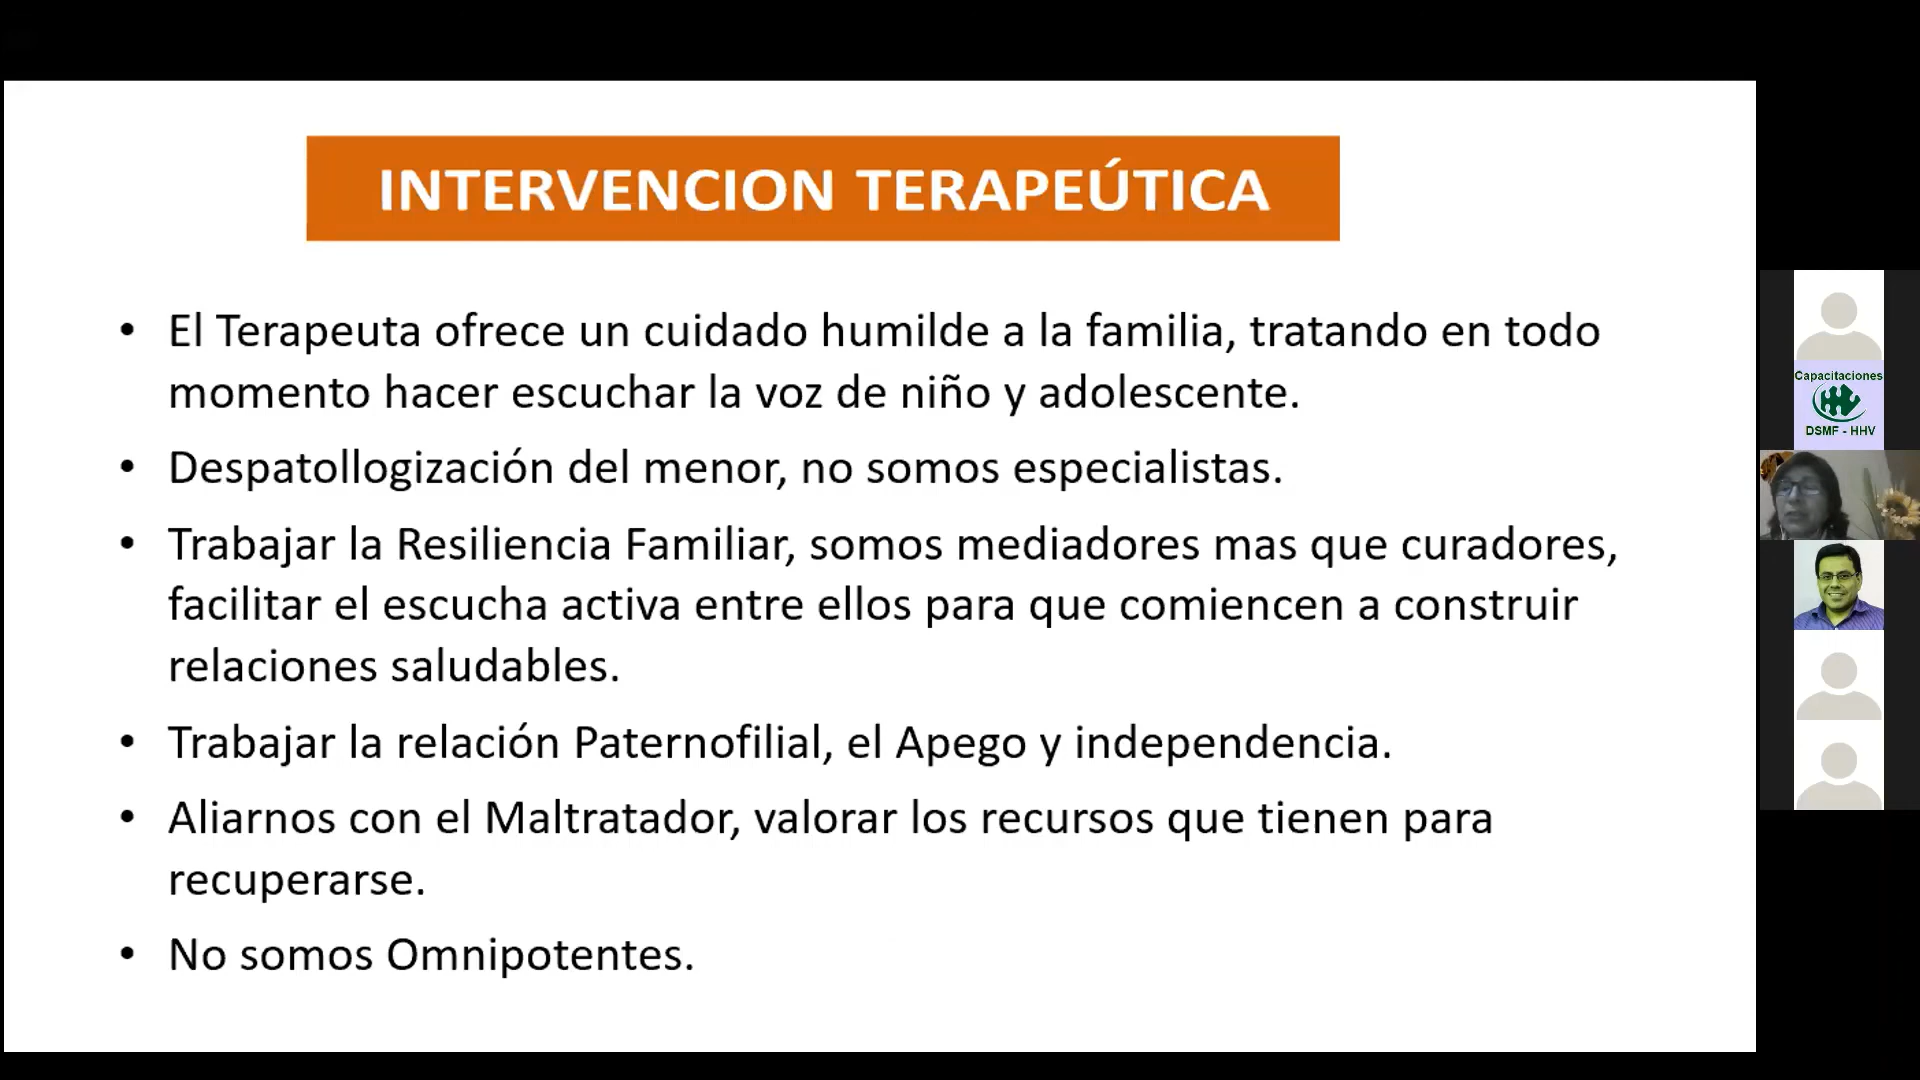 INTERVENCION TERAPEÚTICA
• El Terapeuta ofrece un cuidado humilde a la familia, tratando en todo
momento hacer escuchar la voz de niño y adolescente.
• Despatollogización del menor, no somos especialistas.
• Trabajar la Resiliencia Familiar, somos mediadores mas que curadores,
facilitar el escucha activa entre ellos para que comiencen a construir
relaciones saludables.
• Trabajar la relación Paternofilial, el Apego y independencia.
• Aliarnos con el Maltratador, valorar los recursos que tienen para
recuperarse.
• No somos Omnipotentes.
Capacitaciones
DSMF - HHV